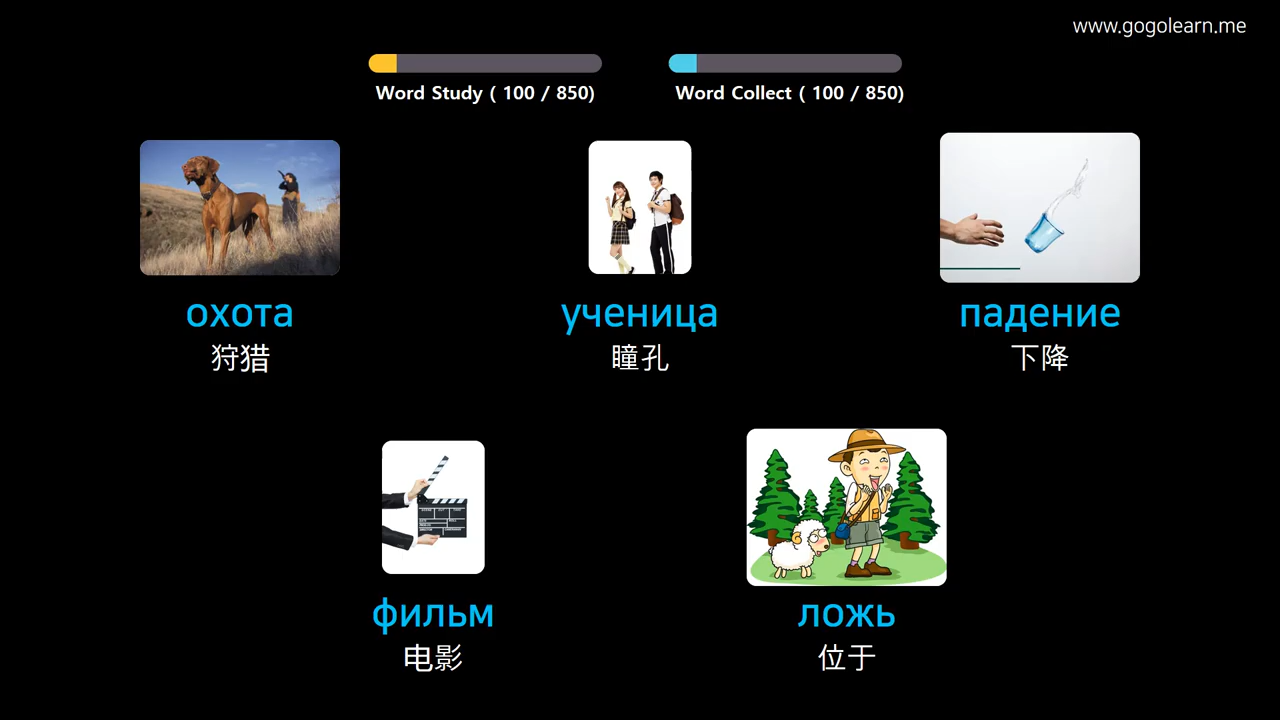 www.gogolearn.me
Word Study ( 100 / 850)
Word Collect ( 100 / 850)
охота
狩猎
ученица
瞳孔
падение
下降
фильм
电影
ложь
位于